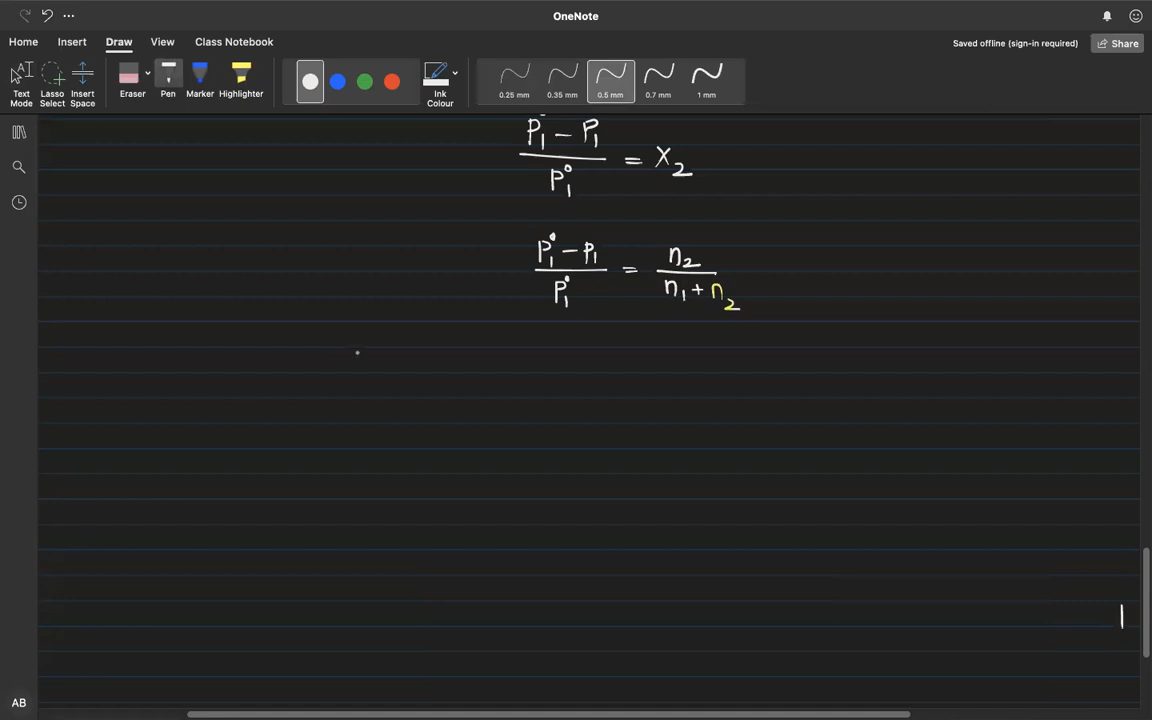 OneNote
Home Insert Draw View Class Notebook
Saved offline (sign-in required) Share
Text Mode
Lasso Select
Insert Space
Eraser
Pen
Marker
Highlighter
Ink Colour
0.25 mm 0.35 mm 0.5 mm 0.7 mm 1 mm
(P₁° − P₁) / P₁° = X₂
(P₁° − P₁) / P₁° = n₂ / (n₁ + n₂)
1
AB